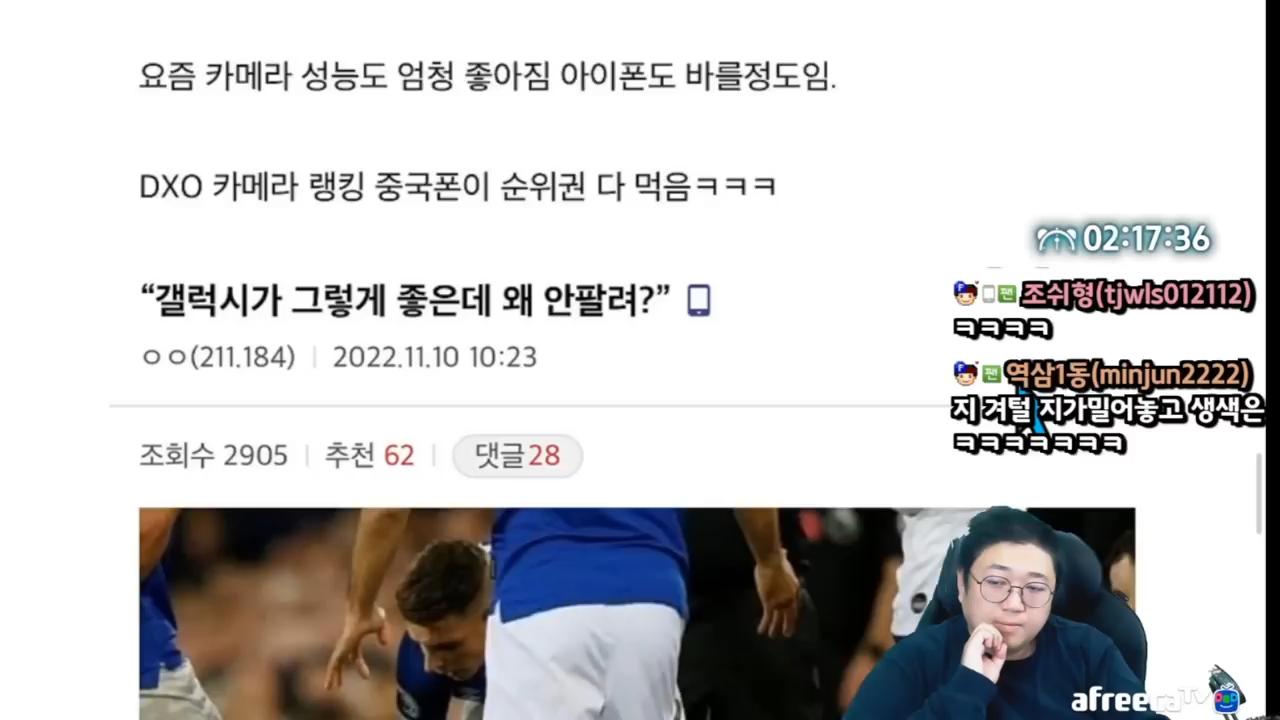 요즘 카메라 성능도 엄청 좋아짐 아이폰도 바를정도임.
DXO 카메라 랭킹 중국폰이 순위권 다 먹음ㅋㅋㅋ
02:17:36
“갤럭시가 그렇게 좋은데 왜 안팔려?”
ㅇㅇ(211.184) | 2022.11.10 10:23
조회수 2905 | 추천 62 | 댓글 28
F 팬 조쉬형(tjwls012112)
ㅋㅋㅋㅋ
F 팬 역삼1동(minjun2222)
지 겨털 지가밀어놓고 생색은
ㅋㅋㅋㅋㅋㅋㅋ
afreecaTV